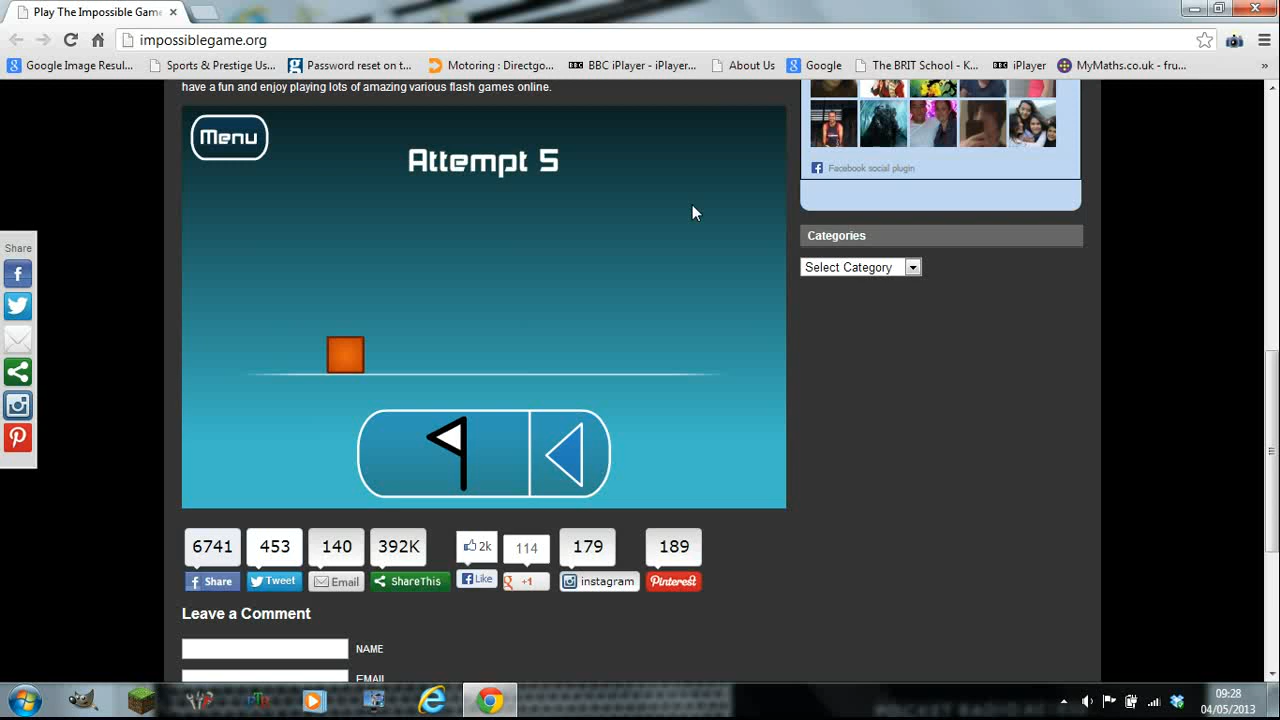 Play The Impossible Game
impossiblegame.org
Google Image Resul... Sports & Prestige Us... Password reset on t... Motoring : Directgo... BBC iPlayer - iPlayer... About Us Google The BRIT School - K... iPlayer MyMaths.co.uk - fru... »
have a fun and enjoy playing lots of amazing various flash games online.
Menu
Attempt 5
Facebook social plugin
Categories
Select Category
Share
6741 453 140 392K 2k 114 179 189
Share Tweet Email ShareThis Like +1 instagram Pinterest
Leave a Comment
NAME
EMAIL
09:28
04/05/2013